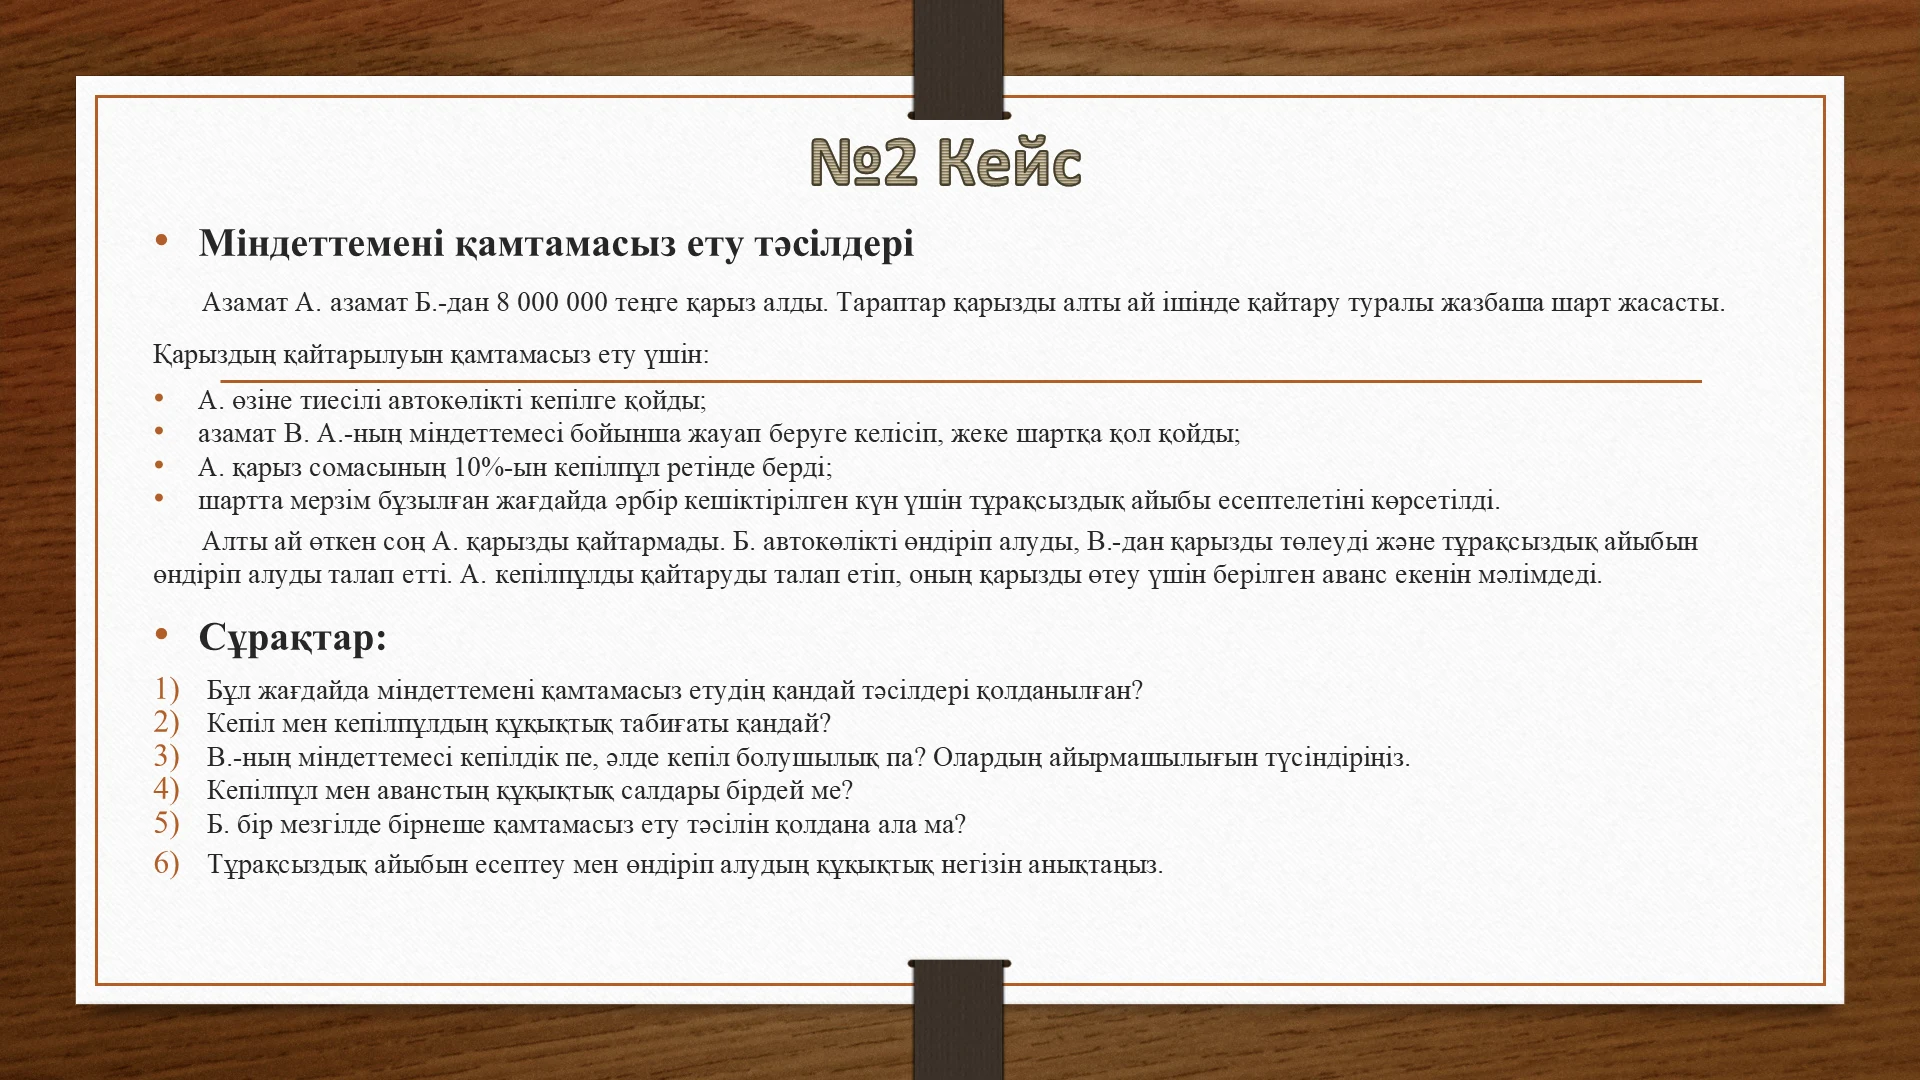 №2 Кейс
• Міндеттемені қамтамасыз ету тәсілдері
Азамат А. азамат Б.-дан 8 000 000 теңге қарыз алды. Тараптар қарызды алты ай ішінде қайтару туралы жазбаша шарт жасасты.
Қарыздың қайтарылуын қамтамасыз ету үшін:
• А. өзіне тиесілі автокөлікті кепілге қойды;
• азамат В. А.-ның міндеттемесі бойынша жауап беруге келісіп, жеке шартқа қол қойды;
• А. қарыз сомасының 10%-ын кепілпұл ретінде берді;
• шартта мерзім бұзылған жағдайда әрбір кешіктірілген күн үшін тұрақсыздық айыбы есептелетіні көрсетілді.
Алты ай өткен соң А. қарызды қайтармады. Б. автокөлікті өндіріп алуды, В.-дан қарызды төлеуді және тұрақсыздық айыбын
өндіріп алуды талап етті. А. кепілпұлды қайтаруды талап етіп, оның қарызды өтеу үшін берілген аванс екенін мәлімдеді.
• Сұрақтар:
1) Бұл жағдайда міндеттемені қамтамасыз етудің қандай тәсілдері қолданылған?
2) Кепіл мен кепілпұлдың құқықтық табиғаты қандай?
3) В.-ның міндеттемесі кепілдік пе, әлде кепіл болушылық па? Олардың айырмашылығын түсіндіріңіз.
4) Кепілпұл мен аванстың құқықтық салдары бірдей ме?
5) Б. бір мезгілде бірнеше қамтамасыз ету тәсілін қолдана ала ма?
6) Тұрақсыздық айыбын есептеу мен өндіріп алудың құқықтық негізін анықтаңыз.